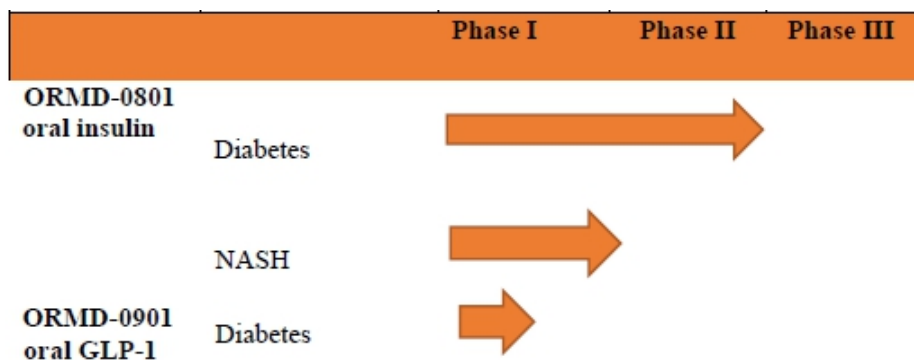 Phase I Phase II Phase III
ORMD-0801
oral insulin
Diabetes
NASH
ORMD-0901
oral GLP-1
Diabetes